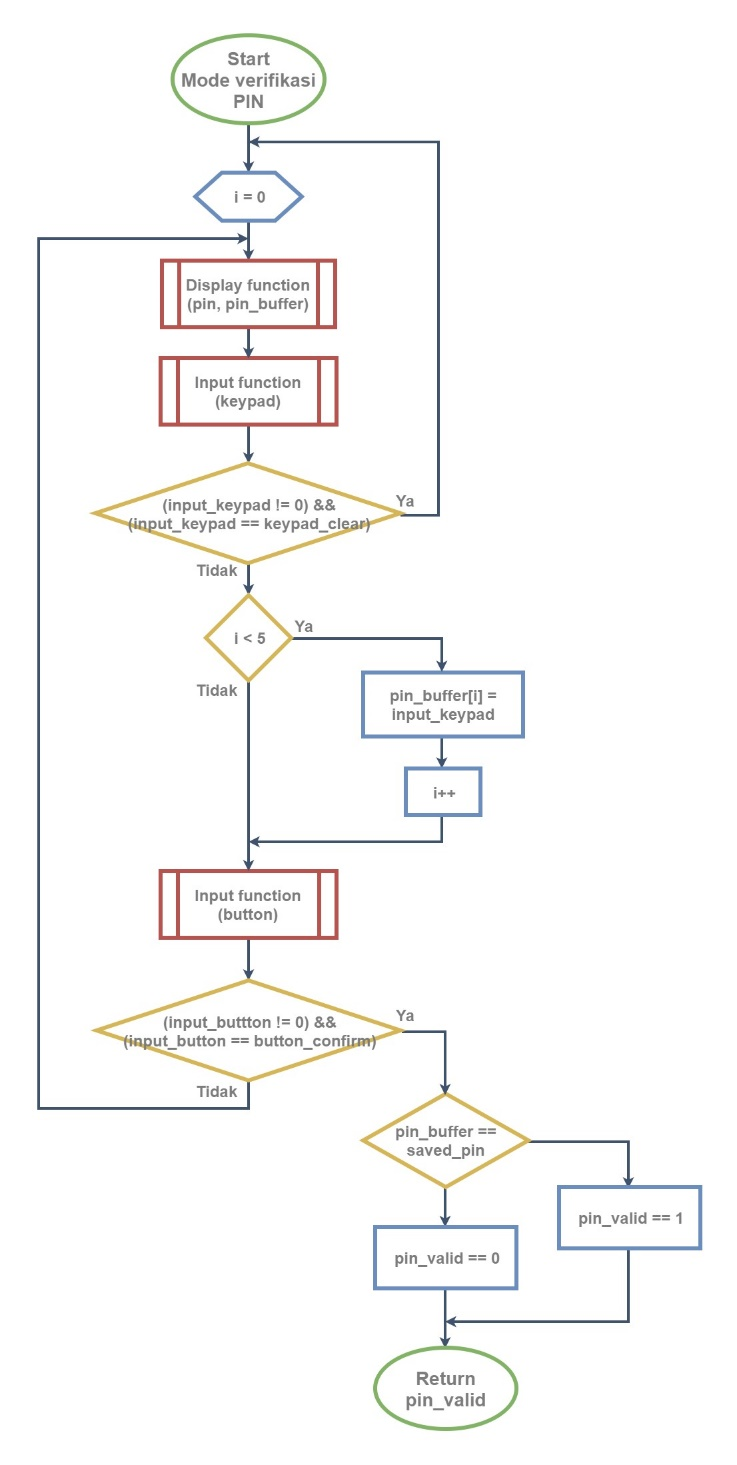 Start
Mode verifikasi
PIN
i = 0
Display function
(pin, pin_buffer)
Input function
(keypad)
(input_keypad != 0) &&
(input_keypad == keypad_clear)
Ya
Tidak
i < 5
Ya
Tidak
pin_buffer[i] =
input_keypad
i++
Input function
(button)
(input_buttton != 0) &&
(input_button == button_confirm)
Ya
Tidak
pin_buffer ==
saved_pin
pin_valid == 1
pin_valid == 0
Return
pin_valid